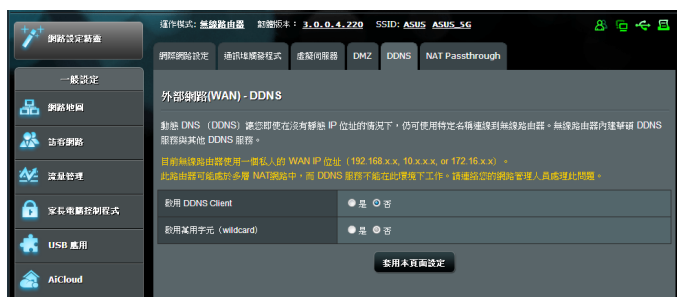 運作模式: 無線路由器 韌體版本: 3.0.0.4.220 SSID: ASUS ASUS_5G
網路設定精靈
網際網路設定 通訊埠觸發程式 虛擬伺服器 DMZ DDNS NAT Passthrough
一般設定
外部網路(WAN) - DDNS
網路地圖
動態 DNS (DDNS) 讓您即使在沒有靜態 IP 位址的情況下,仍可使用特定名稱連線到無線路由器。無線路由器內建華碩 DDNS
服務與其他 DDNS 服務。
訪客網路
目前無線路由器使用一個私人的 WAN IP 位址 (192.168.x.x, 10.x.x.x, or 172.16.x.x) 。
此路由器可能處於多層 NAT網路中,而 DDNS 服務不能在此環境下工作。請連絡您的網路管理人員處理此問題。
流量管理
啟用 DDNS Client 是 否
家長電腦控制程式
啟用萬用字元 (wildcard) 是 否
USB 應用
套用本頁面設定
AiCloud